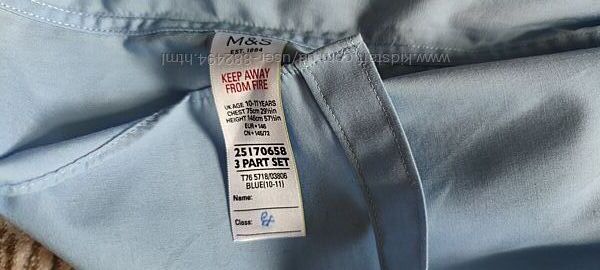 M&S
EST. 1884
KEEP AWAY
FROM FIRE
UK AGE 10-11 YEARS
CHEST 75cm 29½in
HEIGHT 146cm 57½in
EUR • 146
CN • 146/72
25170658
3 PART SET
T76 5718/03806
BLUE(10-11)
Name:
Class: